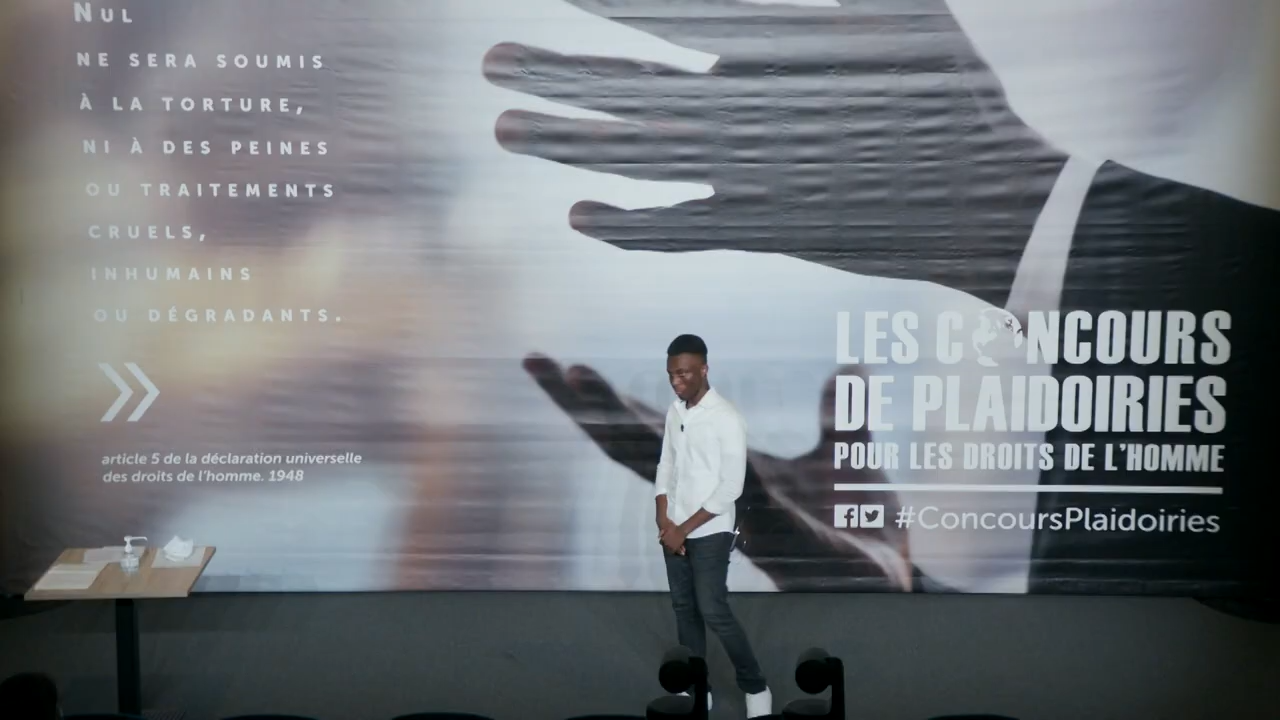 NUL
NE SERA SOUMIS
À LA TORTURE,
NI À DES PEINES
OU TRAITEMENTS
CRUELS,
INHUMAINS
OU DÉGRADANTS.
article 5 de la déclaration universelle
des droits de l'homme. 1948
LES CONCOURS
DE PLAIDOIRIES
POUR LES DROITS DE L'HOMME
#ConcoursPlaidoiries